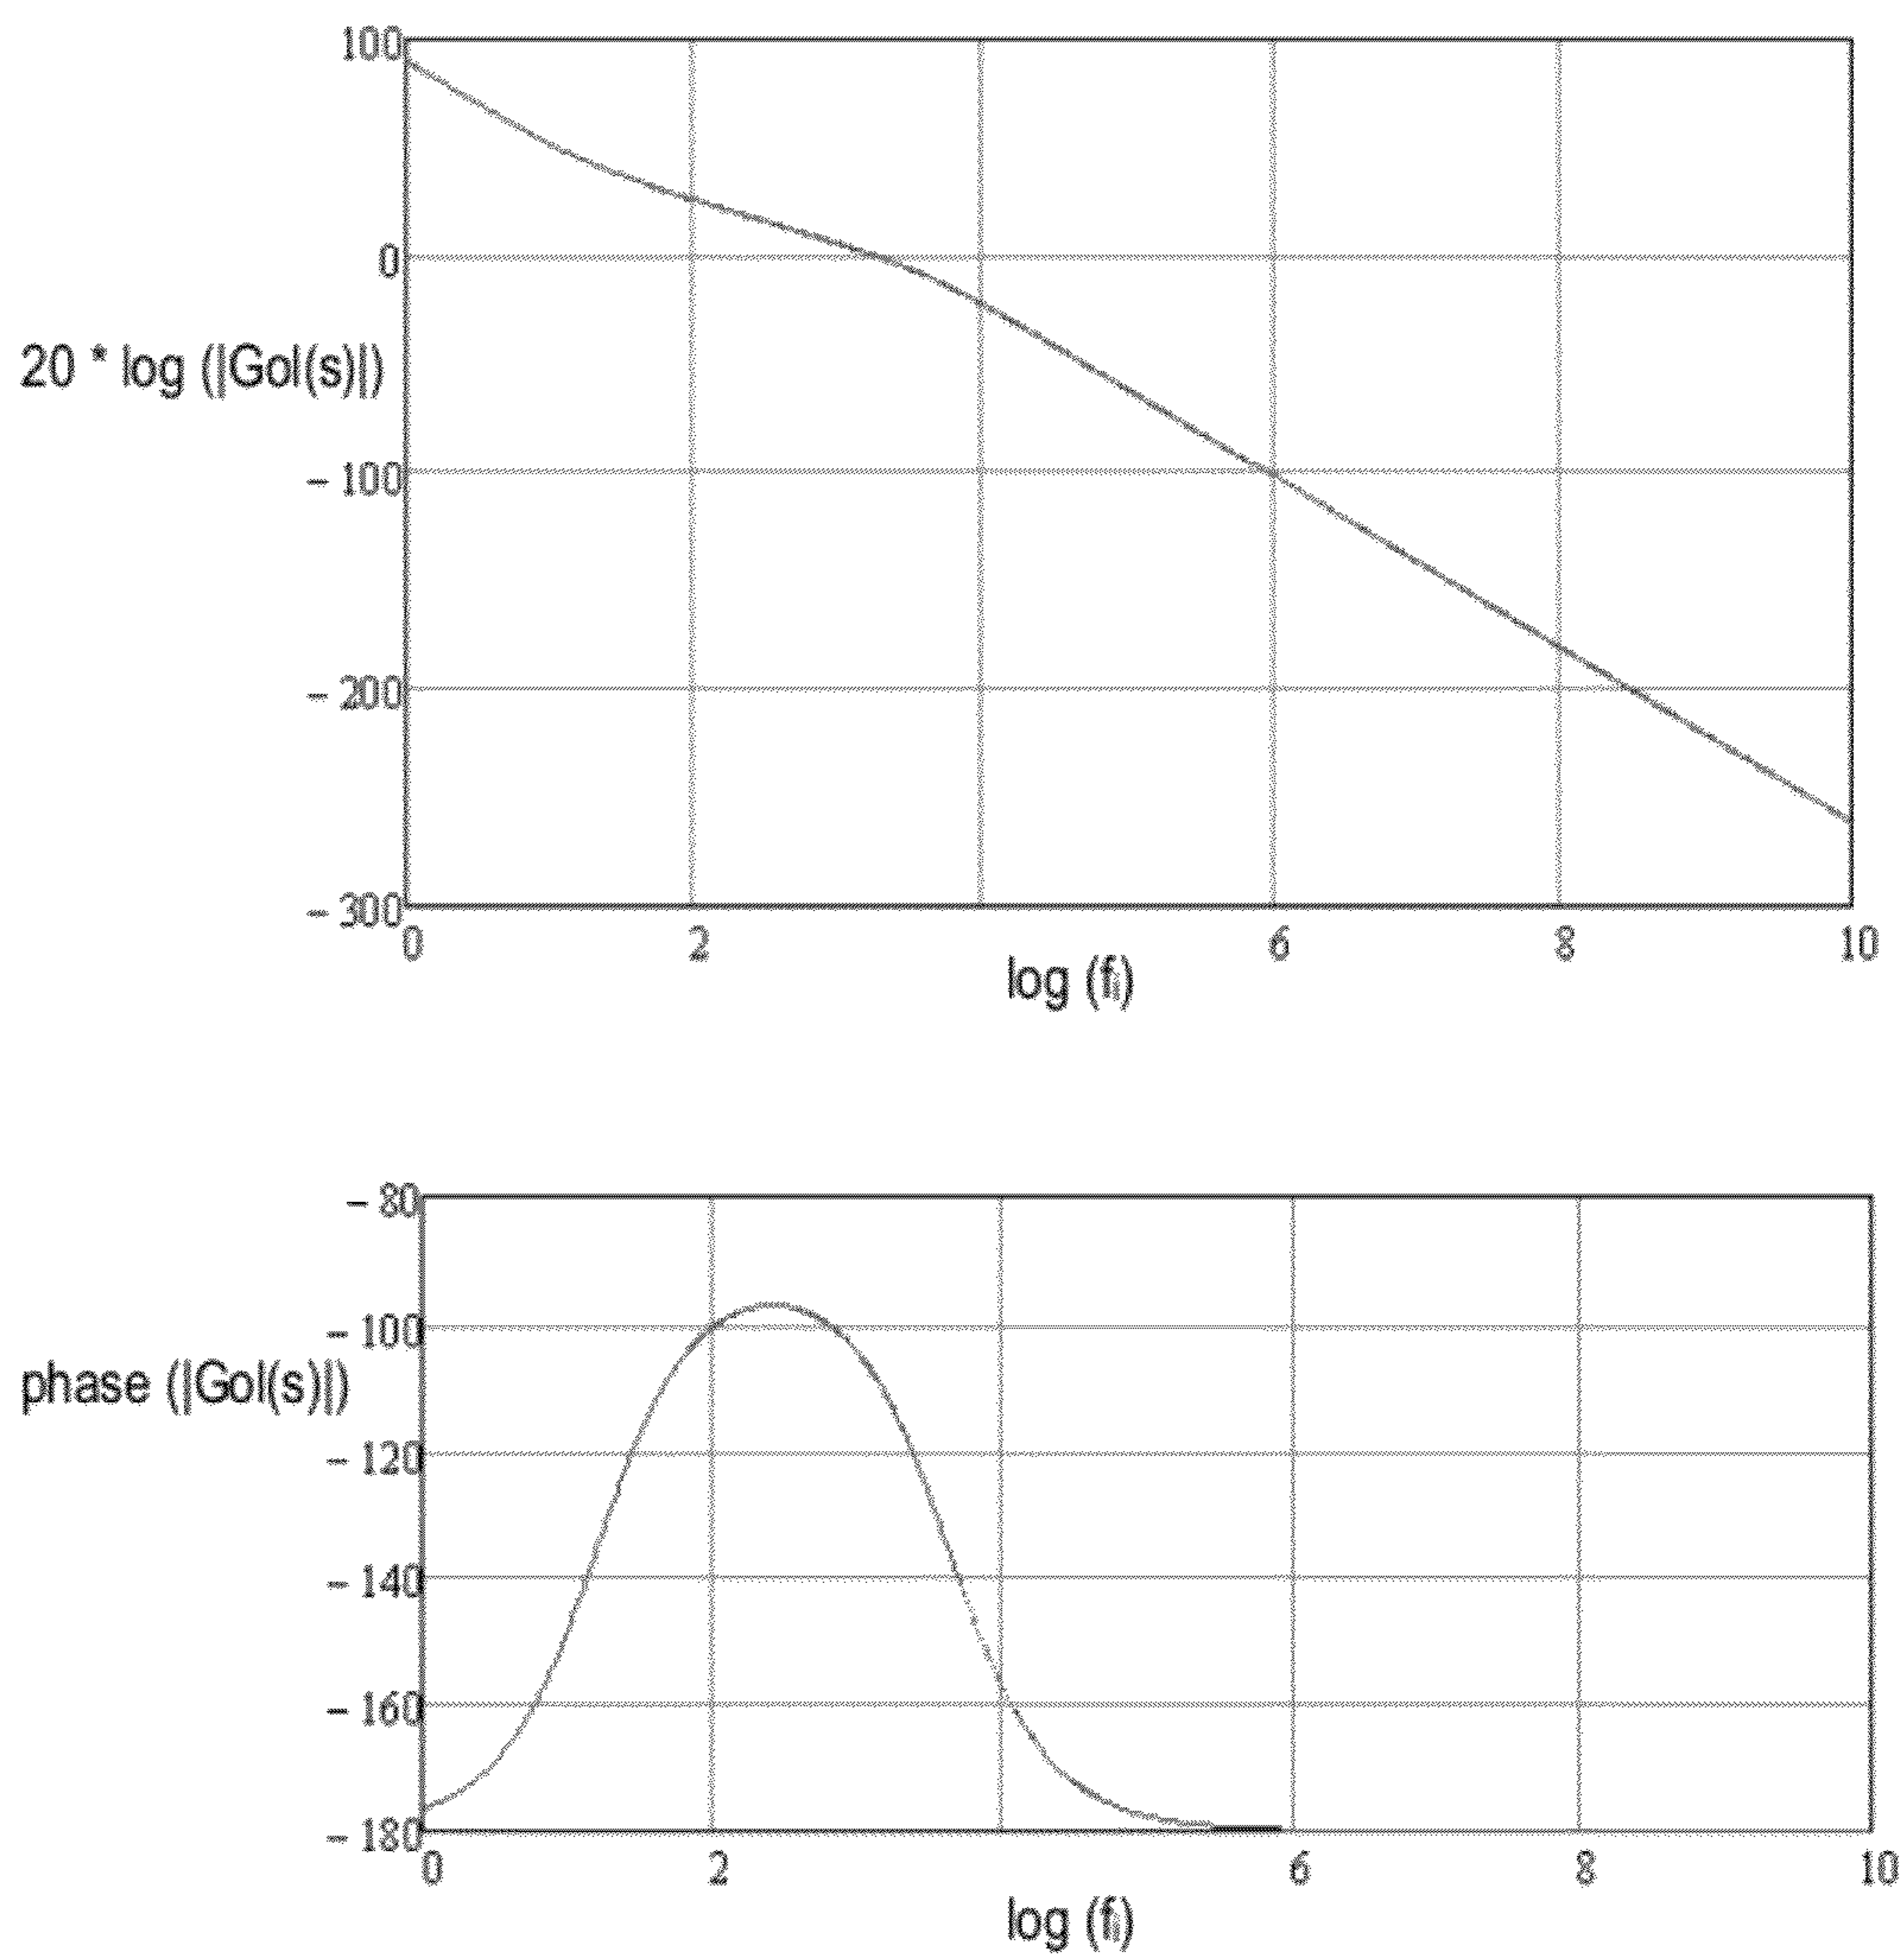 100
0
20 * log (|Gol(s)|)
- 100
- 200
- 300
0 2 6 8 10
log (fi)
- 80
- 100
phase (|Gol(s)|)
- 120
- 140
- 160
- 180
0 2 6 8 10
log (fi)